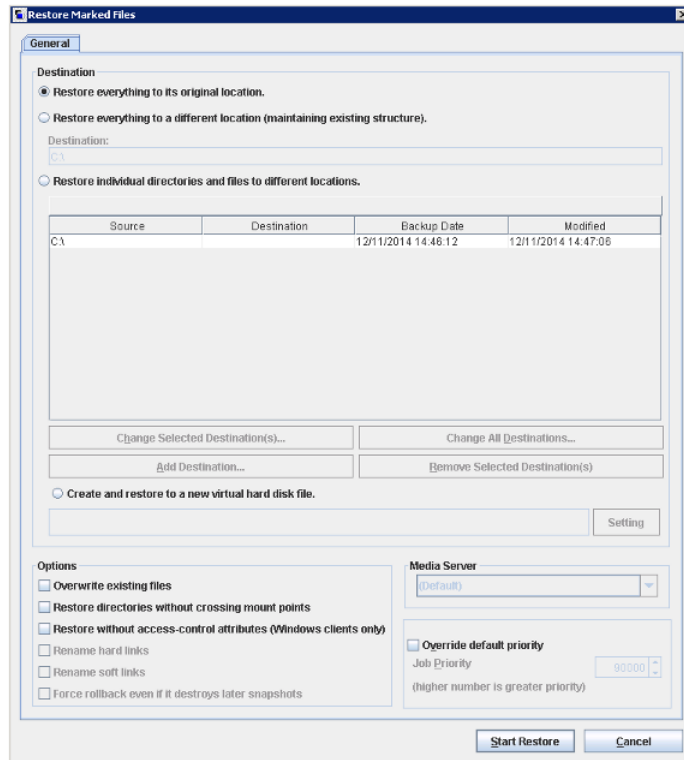 Restore Marked Files
General
Destination
Restore everything to its original location.
Restore everything to a different location (maintaining existing structure).
Destination:
C:\
Restore individual directories and files to different locations.
Source Destination Backup Date Modified
C:\ 12/11/2014 14:46:12 12/11/2014 14:47:06
Change Selected Destination(s)... Change All Destinations...
Add Destination... Remove Selected Destination(s)
Create and restore to a new virtual hard disk file.
Setting
Options
Overwrite existing files
Restore directories without crossing mount points
Restore without access-control attributes (Windows clients only)
Rename hard links
Rename soft links
Force rollback even if it destroys later snapshots
Media Server
(Default)
Override default priority
Job Priority 90000
(higher number is greater priority)
Start Restore Cancel